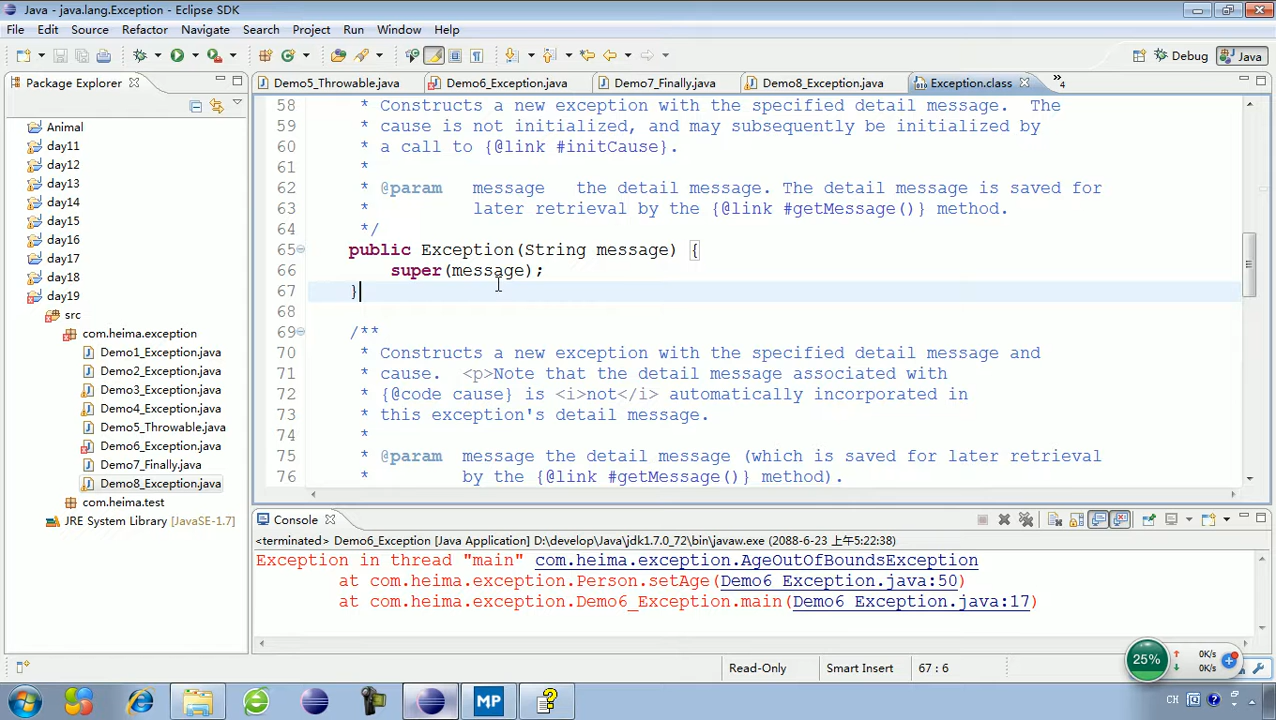 Java - java.lang.Exception - Eclipse SDK
File Edit Source Refactor Navigate Search Project Run Window Help
Debug Java
Package Explorer
Demo5_Throwable.java Demo6_Exception.java Demo7_Finally.java Demo8_Exception.java Exception.class 4
Animal
day11
day12
day13
day14
day15
day16
day17
day18
day19
src
com.heima.exception
Demo1_Exception.java
Demo2_Exception.java
Demo3_Exception.java
Demo4_Exception.java
Demo5_Throwable.java
Demo6_Exception.java
Demo7_Finally.java
Demo8_Exception.java
com.heima.test
JRE System Library [JavaSE-1.7]
58 * Constructs a new exception with the specified detail message. The
59 * cause is not initialized, and may subsequently be initialized by
60 * a call to {@link #initCause}.
61 *
62 * @param message the detail message. The detail message is saved for
63 * later retrieval by the {@link #getMessage()} method.
64 */
65 public Exception(String message) {
66 super(message);
67 }
68
69 /**
70 * Constructs a new exception with the specified detail message and
71 * cause. <p>Note that the detail message associated with
72 * {@code cause} is <i>not</i> automatically incorporated in
73 * this exception's detail message.
74 *
75 * @param message the detail message (which is saved for later retrieval
76 * by the {@link #getMessage()} method).
Console
<terminated> Demo6_Exception [Java Application] D:\develop\Java\jdk1.7.0_72\bin\javaw.exe (2088-6-23 上午5:22:38)
Exception in thread "main" com.heima.exception.AgeOutOfBoundsException
at com.heima.exception.Person.setAge(Demo6_Exception.java:50)
at com.heima.exception.Demo6_Exception.main(Demo6_Exception.java:17)
Read-Only Smart Insert 67 : 6
25% 0K/s
0K/s
MP CH